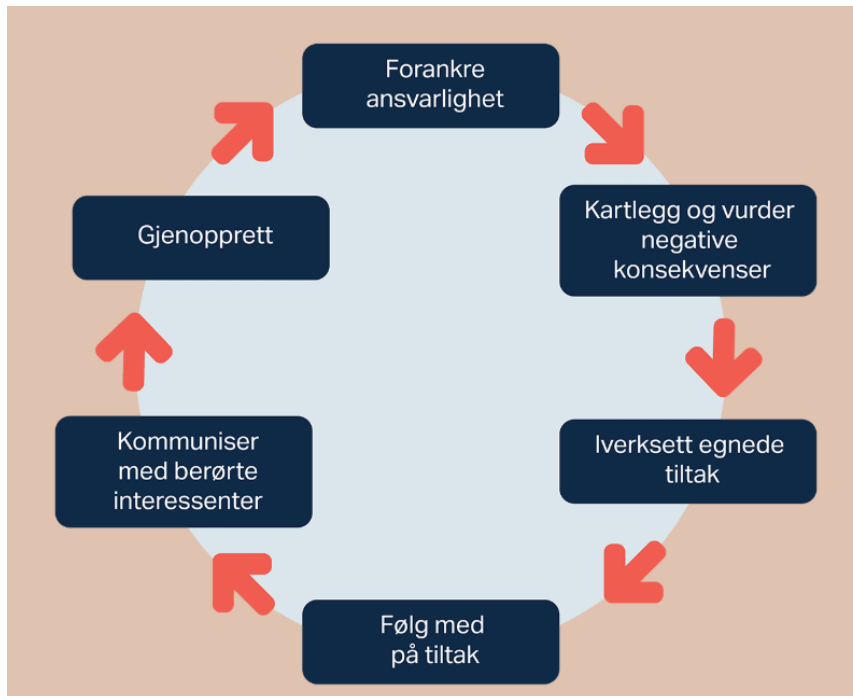 Forankre
ansvarlighet
Kartlegg og vurder
negative
konsekvenser
Iverksett egnede
tiltak
Følg med
på tiltak
Kommuniser
med berørte
interessenter
Gjenopprett